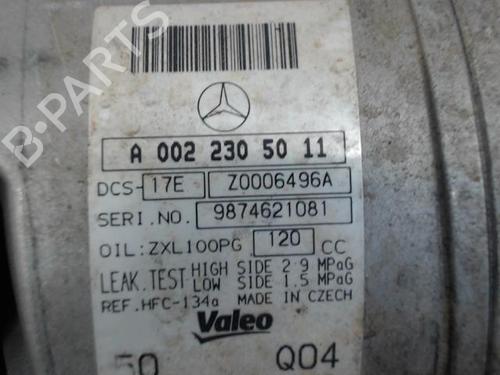 A 002 230 50 11
DCS-17E Z0006496A
SERI.NO. 9874621081
OIL:ZXL100PG 120 CC
LEAK.TEST HIGH SIDE 2.9 MPaG
LOW SIDE 1.5 MPaG
REF.HFC-134a MADE IN CZECH
Valeo
50 Q04